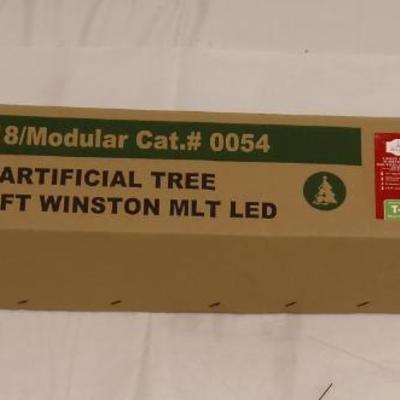 8/Modular Cat.# 0054
ARTIFICIAL TREE
FT WINSTON MLT LED
T-